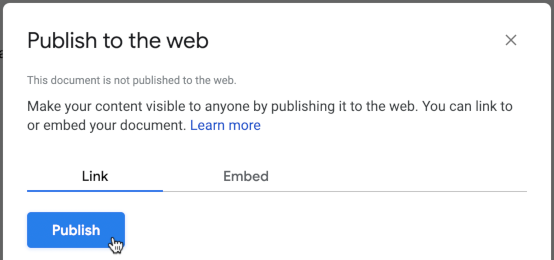 Publish to the web
This document is not published to the web.
Make your content visible to anyone by publishing it to the web. You can link to
or embed your document. Learn more
Link Embed
Publish